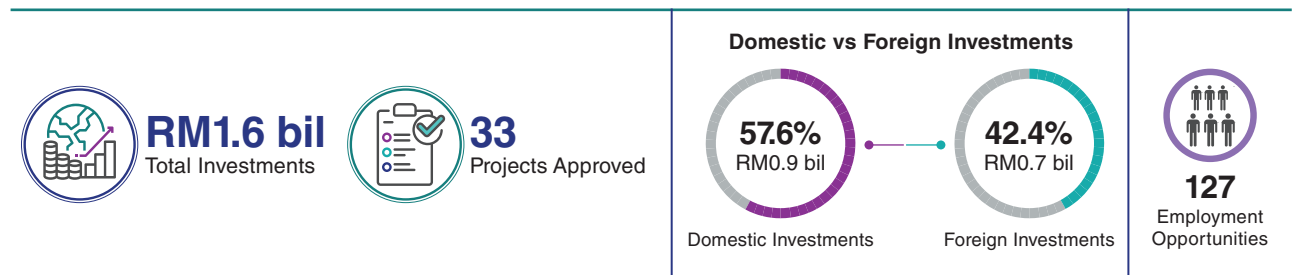 RM1.6 bil
Total Investments
33
Projects Approved
Domestic vs Foreign Investments
57.6%
RM0.9 bil
Domestic Investments
42.4%
RM0.7 bil
Foreign Investments
127
Employment
Opportunities